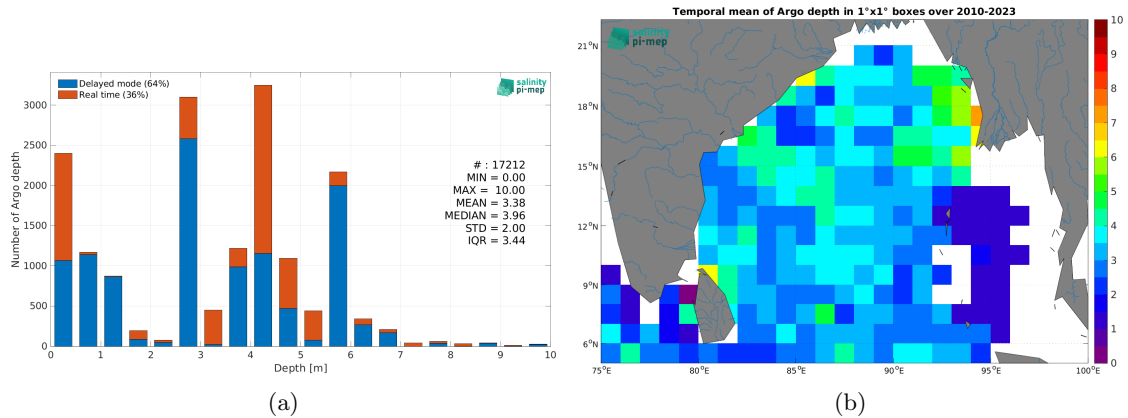 Delayed mode (64%)
Real time (36%)
salinity
pi-mep
# : 17212
MIN = 0.00
MAX = 10.00
MEAN = 3.38
MEDIAN = 3.96
STD = 2.00
IQR = 3.44
Number of Argo depth
3000
2500
2000
1500
1000
500
0
0 1 2 3 4 5 6 7 8 9 10
Depth [m]
(a)
Temporal mean of Argo depth in 1°x1° boxes over 2010-2023
salinity
pi-mep
21°N
18°N
15°N
12°N
9°N
6°N
75°E 80°E 85°E 90°E 95°E 100°E
10
9
8
7
6
5
4
3
2
1
0
(b)